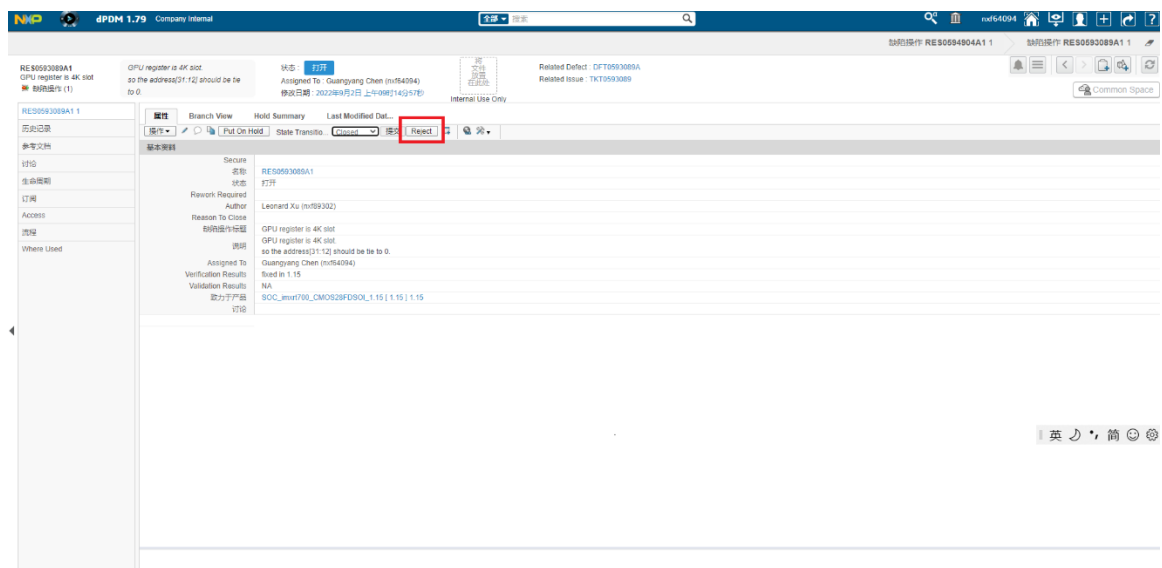 NXP dPDM 1.79 Company Internal 全部 搜索 nxf64094
缺陷操作 RES0594904A1 1 缺陷操作 RES0593089A1 1
RES0593089A1
GPU register is 4K slot
缺陷操作 (1)
GPU register is 4K slot.
so the address[31:12] should be tie
to 0.
状态 : 打开
Assigned To : Guangyang Chen (nxf64094)
修改日期 : 2022年9月2日 上午09时14分57秒
将
文件
放置
在此处
Internal Use Only
Related Defect : DFT0593089A
Related Issue : TKT0593089
Common Space
RES0593089A1 1
历史记录
参考文档
讨论
生命周期
订阅
Access
流程
Where Used
属性 Branch View Hold Summary Last Modified Dat...
操作 Put On Hold State Transitio... Closed 提交 Reject
基本资料
Secure
名称 RES0593089A1
状态 打开
Rework Required
Author Leonard Xu (nxf89302)
Reason To Close
缺陷操作标题 GPU register is 4K slot
说明 GPU register is 4K slot.
so the address[31:12] should be tie to 0.
Assigned To Guangyang Chen (nxf64094)
Verification Results fixed in 1.15
Validation Results NA
致力于产品 SOC_imxrt700_CMOS28FDSOI_1.15 | 1.15 | 1.15
讨论
英 简